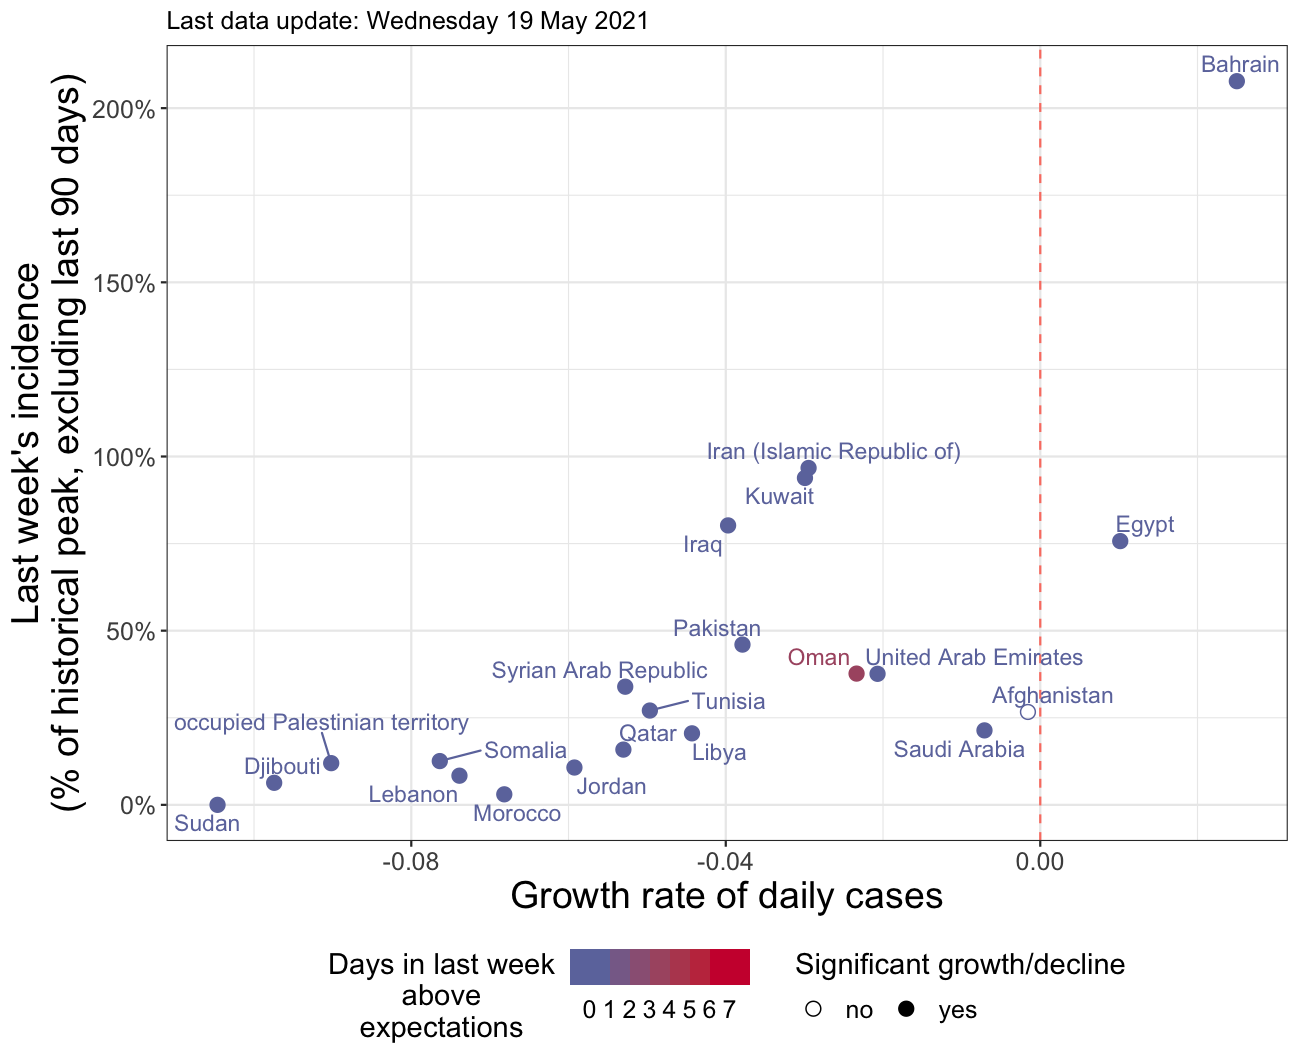 Last data update: Wednesday 19 May 2021
Last week's incidence
(% of historical peak, excluding last 90 days)
200%
150%
100%
50%
0%
Bahrain
Iran (Islamic Republic of)
Kuwait
Egypt
Iraq
Pakistan
Oman
United Arab Emirates
Syrian Arab Republic
Afghanistan
Tunisia
occupied Palestinian territory
Qatar
Somalia
Libya
Saudi Arabia
Djibouti
Jordan
Lebanon
Morocco
Sudan
-0.08
-0.04
0.00
Growth rate of daily cases
Days in last week
above
expectations
0 1 2 3 4 5 6 7
Significant growth/decline
no
yes